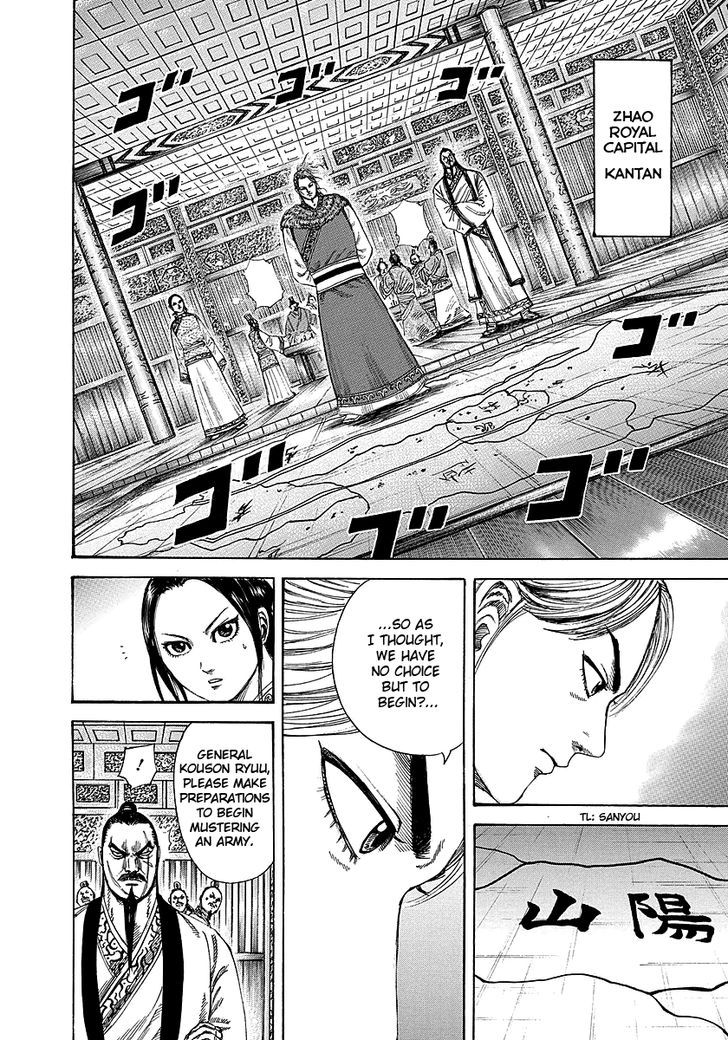 ZHAO
ROYAL
CAPITAL
KANTAN
ゴ
ゴ
ゴ
ゴ
ゴ
ゴ
ゴ
ゴ
ゴ
...SO AS
I THOUGHT,
WE HAVE
NO CHOICE
BUT TO
BEGIN?...
TL: SANYOU
山陽
GENERAL
KOUSON RYUU,
PLEASE MAKE
PREPARATIONS
TO BEGIN
MUSTERING
AN ARMY.
!